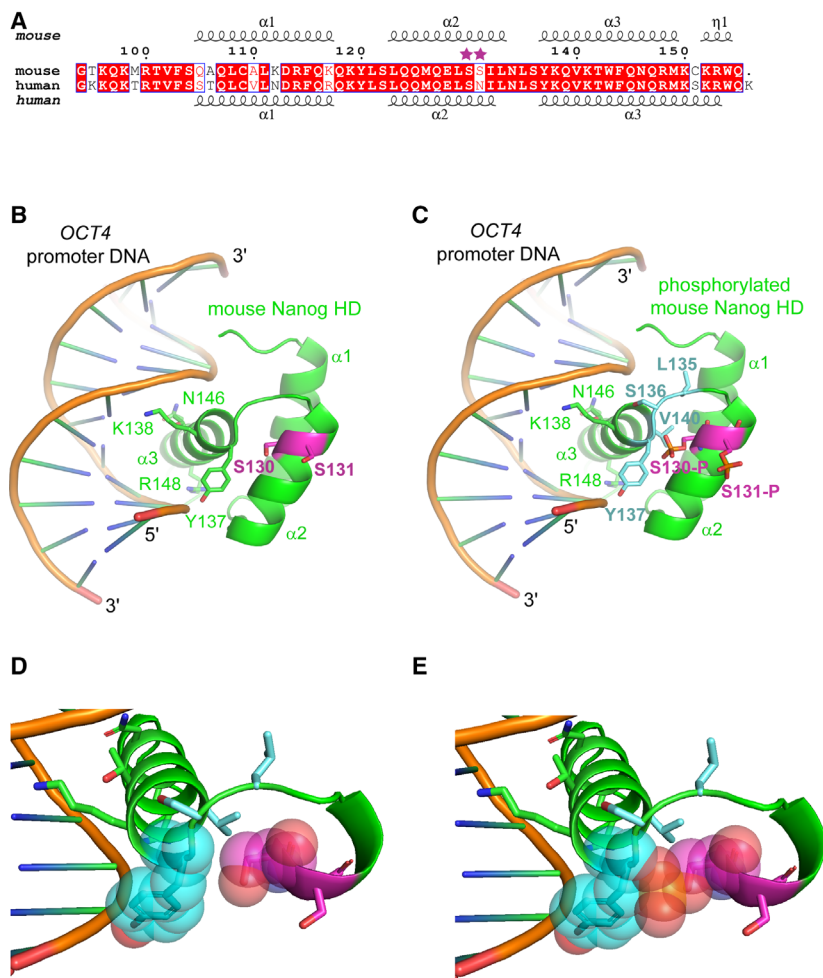 A
α1 α2 α3 η1
mouse
100 110 120 140 150
★★
mouse GTKQKMRTVFSQAQLCALKDRFQKQKYLSLQQMQELSSILNLSYKQVKTWFQNQRMKCKRWQ.
human GKKQKTRTVFSSTQLCVLNDRFQRQKYLSLQQMQELSNILNLSYKQVKTWFQNQRMKSKRWQK
human
α1 α2 α3
B
OCT4
promoter DNA
3'
mouse Nanog HD
α1
N146
K138
α3
S130 S131
R148
Y137
5'
α2
3'
C
OCT4
promoter DNA
3'
phosphorylated
mouse Nanog HD
α1
L135
S136
N146
V140
K138
α3
S130-P
R148
S131-P
Y137
5'
α2
3'
D
E